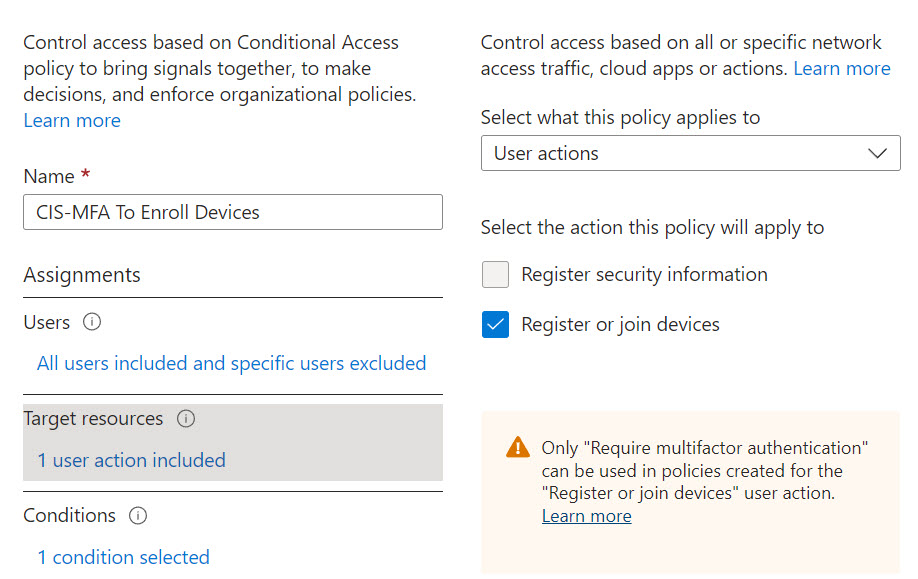 Control access based on Conditional Access
policy to bring signals together, to make
decisions, and enforce organizational policies.
Learn more
Name *
CIS-MFA To Enroll Devices
Assignments
Users
All users included and specific users excluded
Target resources
1 user action included
Conditions
1 condition selected
Control access based on all or specific network
access traffic, cloud apps or actions. Learn more
Select what this policy applies to
User actions
Select the action this policy will apply to
Register security information
Register or join devices
Only "Require multifactor authentication"
can be used in policies created for the
"Register or join devices" user action.
Learn more